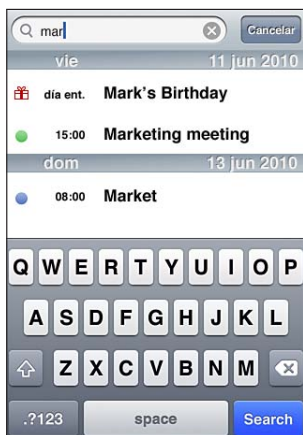 mar
Cancelar
vie 11 jun 2010
día ent. Mark's Birthday
15:00 Marketing meeting
dom 13 jun 2010
08:00 Market
Q W E R T Y U I O P
A S D F G H J K L
Z X C V B N M
.?123 space Search